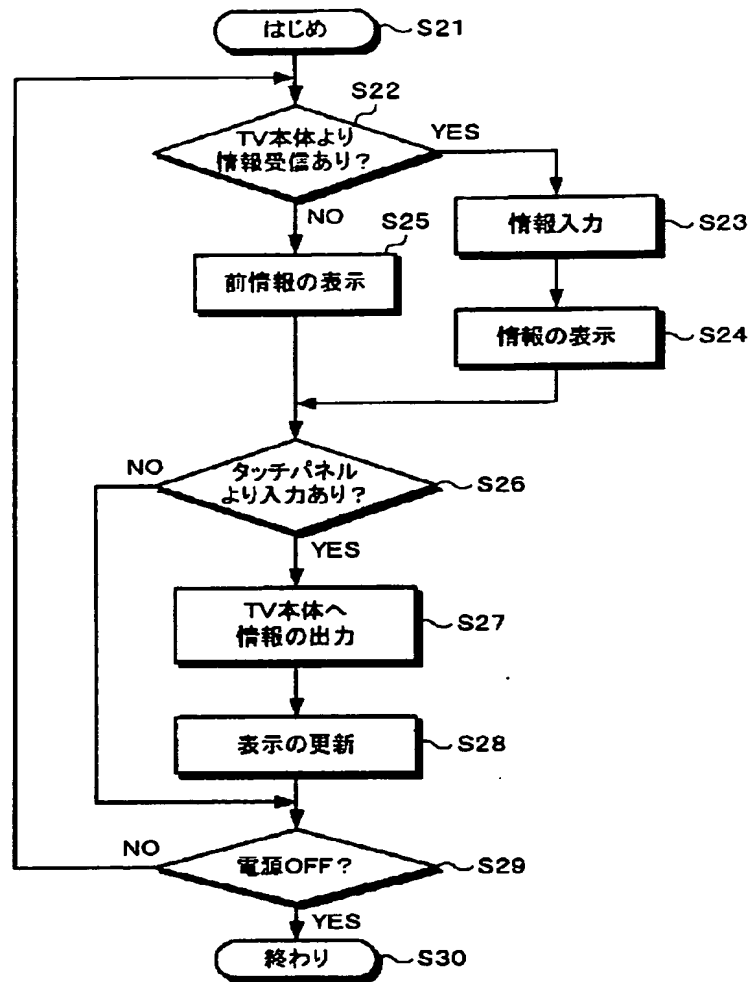 はじめ
S21
S22
TV本体より
情報受信あり?
YES
NO
情報入力
S23
S25
前情報の表示
情報の表示
S24
NO
タッチパネル
より入力あり?
S26
YES
TV本体へ
情報の出力
S27
表示の更新
S28
NO
電源OFF?
S29
YES
終わり
S30